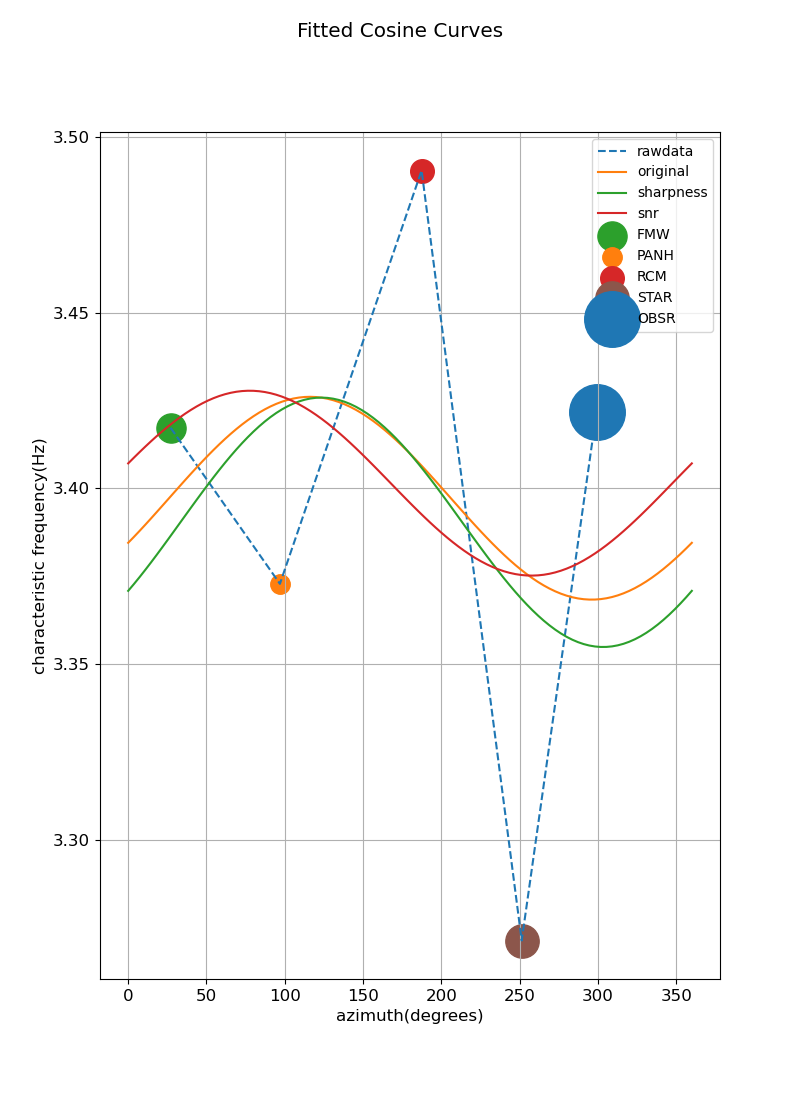 Fitted Cosine Curves
3.50
3.45
3.40
3.35
3.30
characteristic frequency(Hz)
rawdata
original
sharpness
snr
FMW
PANH
RCM
STAR
OBSR
0 50 100 150 200 250 300 350
azimuth(degrees)